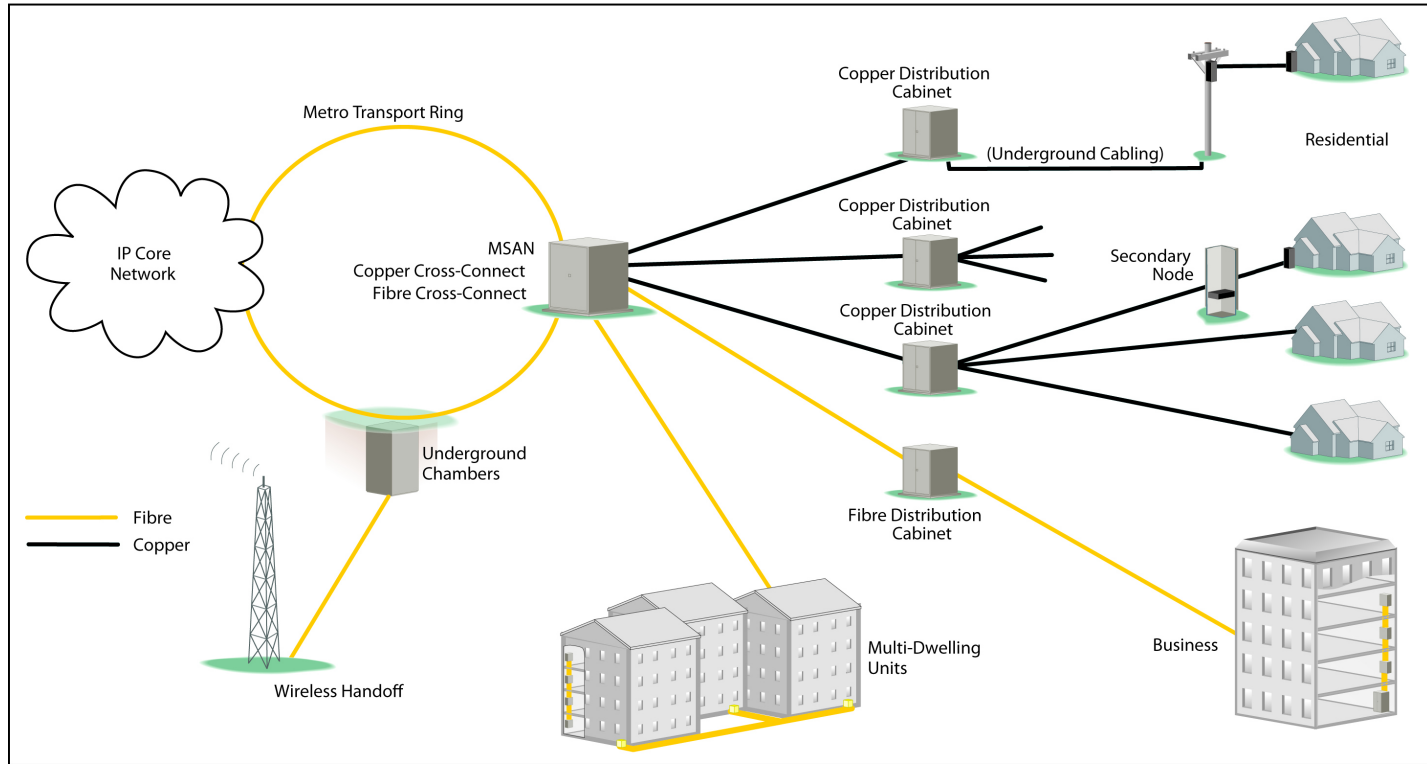 Copper Distribution
Cabinet
Metro Transport Ring
(Underground Cabling)
Residential
Copper Distribution
Cabinet
IP Core
Network
MSAN
Copper Cross-Connect
Fibre Cross-Connect
Secondary
Node
Copper Distribution
Cabinet
Underground
Chambers
Fibre
Copper
Fibre Distribution
Cabinet
Multi-Dwelling
Units
Business
Wireless Handoff